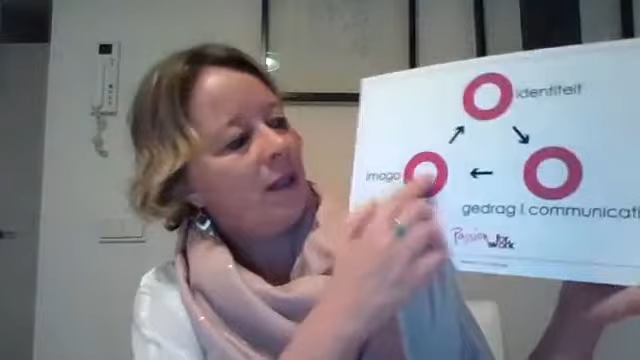 identiteit
imago
gedrag | communicati
Passion for
work